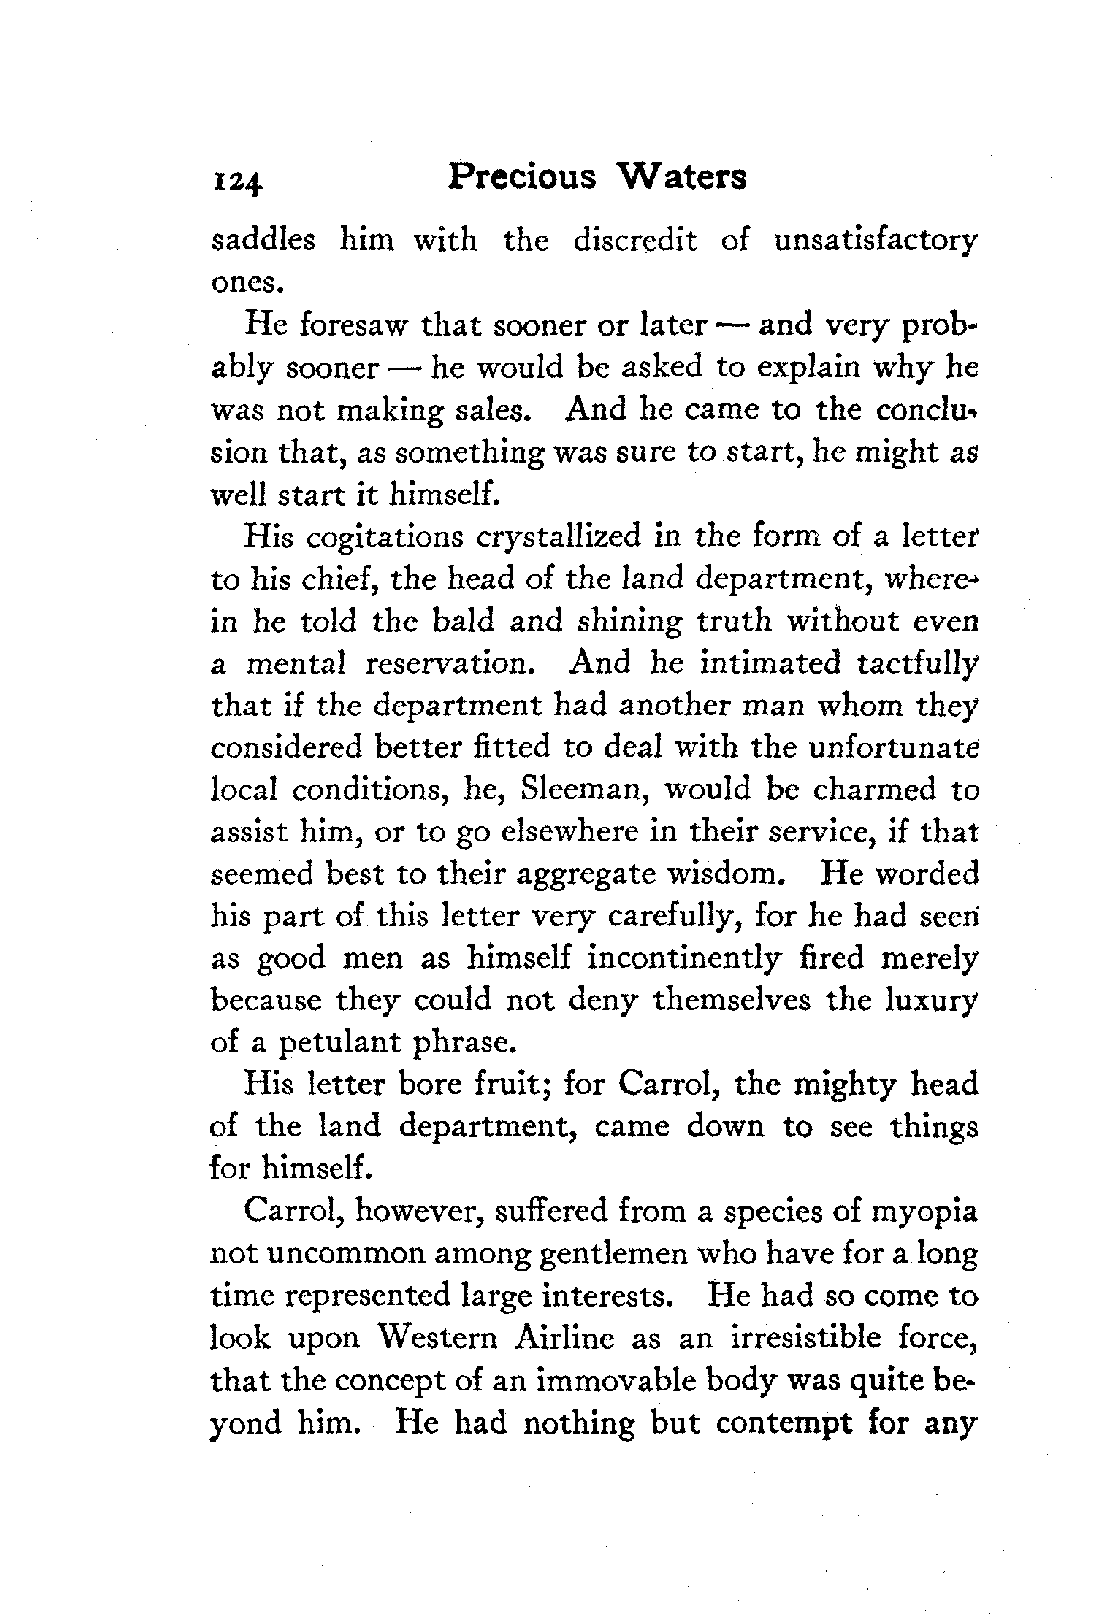 124 Precious Waters
saddles him with the discredit of unsatisfactory
ones.
He foresaw that sooner or later — and very prob-
ably sooner — he would be asked to explain why he
was not making sales. And he came to the conclu-
sion that, as something was sure to start, he might as
well start it himself.
His cogitations crystallized in the form of a letter
to his chief, the head of the land department, where-
in he told the bald and shining truth without even
a mental reservation. And he intimated tactfully
that if the department had another man whom they
considered better fitted to deal with the unfortunate
local conditions, he, Sleeman, would be charmed to
assist him, or to go elsewhere in their service, if that
seemed best to their aggregate wisdom. He worded
his part of this letter very carefully, for he had seen
as good men as himself incontinently fired merely
because they could not deny themselves the luxury
of a petulant phrase.
His letter bore fruit; for Carrol, the mighty head
of the land department, came down to see things
for himself.
Carrol, however, suffered from a species of myopia
not uncommon among gentlemen who have for a long
time represented large interests. He had so come to
look upon Western Airline as an irresistible force,
that the concept of an immovable body was quite be-
yond him. He had nothing but contempt for any